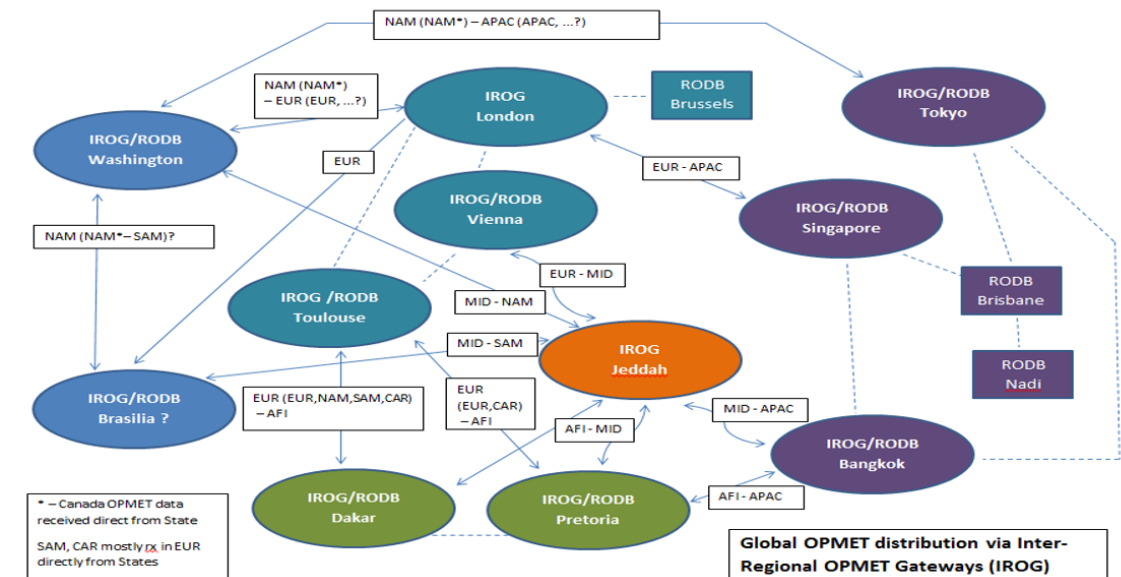 NAM (NAM*) – APAC (APAC, ...?)
NAM (NAM*)
– EUR (EUR, ...?)
IROG
London
RODB
Brussels
IROG/RODB
Tokyo
IROG/RODB
Washington
EUR
EUR - APAC
IROG/RODB
Vienna
IROG/RODB
Singapore
NAM (NAM*– SAM)?
EUR - MID
IROG /RODB
Toulouse
MID - NAM
RODB
Brisbane
MID - SAM
IROG
Jeddah
RODB
Nadi
IROG/RODB
Brasilia ?
EUR (EUR,NAM,SAM,CAR)
– AFI
EUR
(EUR,CAR)
– AFI
MID - APAC
AFI - MID
IROG/RODB
Bangkok
IROG/RODB
Dakar
IROG/RODB
Pretoria
AFI - APAC
* – Canada OPMET data
received direct from State
SAM, CAR mostly rx in EUR
directly from States
Global OPMET distribution via Inter-
Regional OPMET Gateways (IROG)